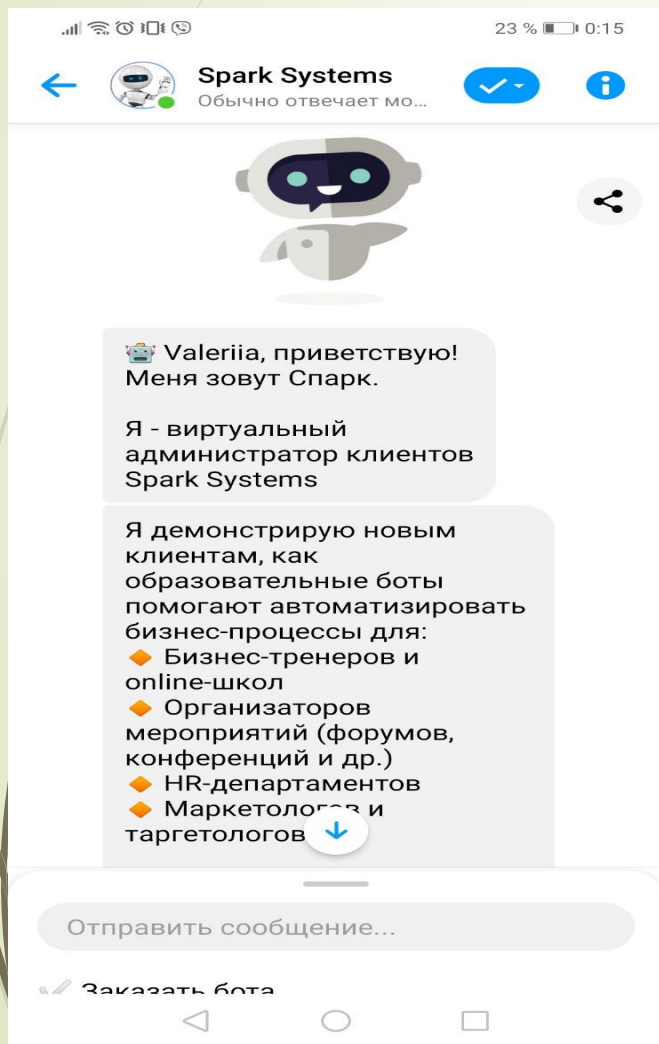 23 % 0:15
Spark Systems
Обычно отвечает мо...
Valeriia, приветствую!
Меня зовут Спарк.
Я - виртуальный
администратор клиентов
Spark Systems
Я демонстрирую новым
клиентам, как
образовательные боты
помогают автоматизировать
бизнес-процессы для:
Бизнес-тренеров и
online-школ
Организаторов
мероприятий (форумов,
конференций и др.)
HR-департаментов
Маркетологов и
таргетологов
Отправить сообщение...
Заказать бота